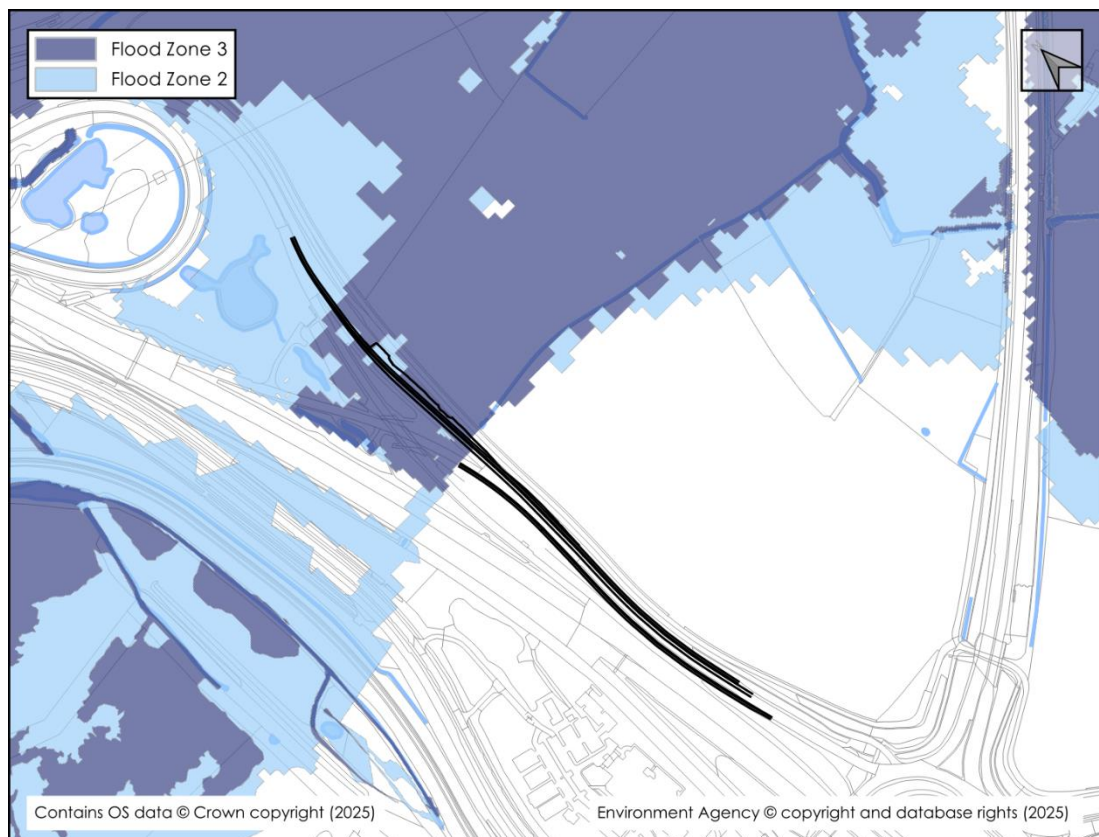 Flood Zone 3
Flood Zone 2
Contains OS data © Crown copyright (2025)
Environment Agency © copyright and database rights (2025)